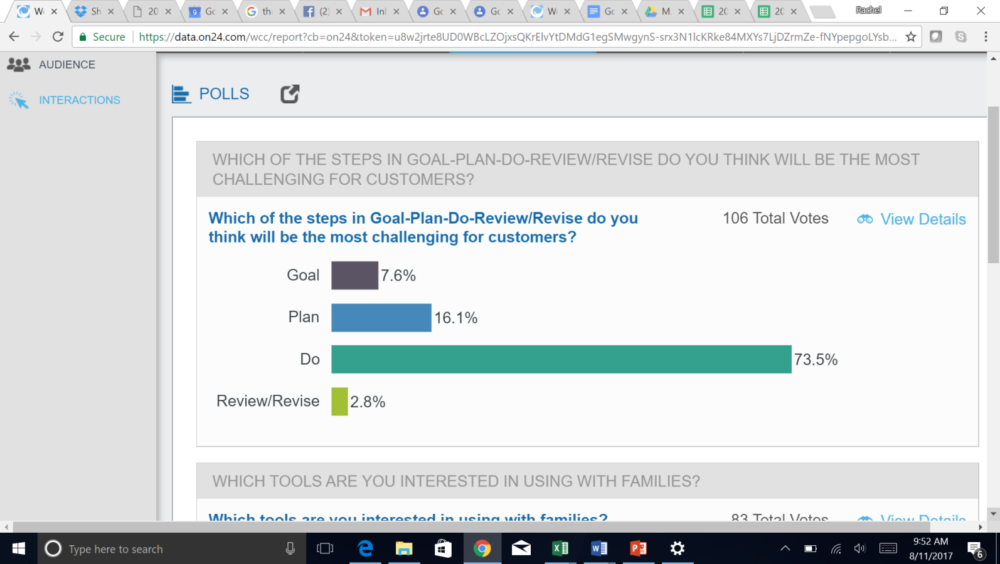 We
Sh
20
Go
th
(2)
Inl
Go
Go
We
Go
M
20
20
Rachel
Secure
https://data.on24.com/wcc/report?cb=on24&token=u8w2jrte8UD0WBcLZOjxsQKrElvYtDMdG1egSMwgynS-srx3N1lcKRke84MXYs7LjDZrmZe-fNYpepgoLYsb...
AUDIENCE
INTERACTIONS
POLLS
WHICH OF THE STEPS IN GOAL-PLAN-DO-REVIEW/REVISE DO YOU THINK WILL BE THE MOST
CHALLENGING FOR CUSTOMERS?
Which of the steps in Goal-Plan-Do-Review/Revise do you
think will be the most challenging for customers?
106 Total Votes
View Details
Goal 7.6%
Plan 16.1%
Do 73.5%
Review/Revise 2.8%
WHICH TOOLS ARE YOU INTERESTED IN USING WITH FAMILIES?
Which tools are you interested in using with families?
83 Total Votes
View Details
Type here to search
9:52 AM
8/11/2017
6